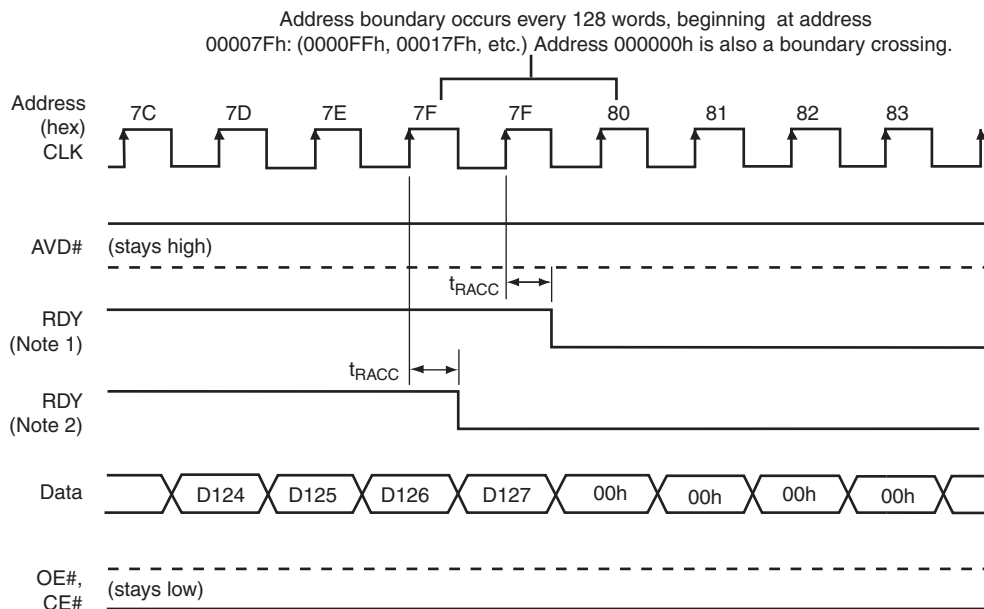 Address boundary occurs every 128 words, beginning at address
00007Fh: (0000FFh, 00017Fh, etc.) Address 000000h is also a boundary crossing.
Address
(hex)
CLK
7C 7D 7E 7F 7F 80 81 82 83
AVD#
(stays high)
tRACC
RDY
(Note 1)
tRACC
RDY
(Note 2)
Data
D124 D125 D126 D127 00h 00h 00h 00h
OE#,
CE#
(stays low)